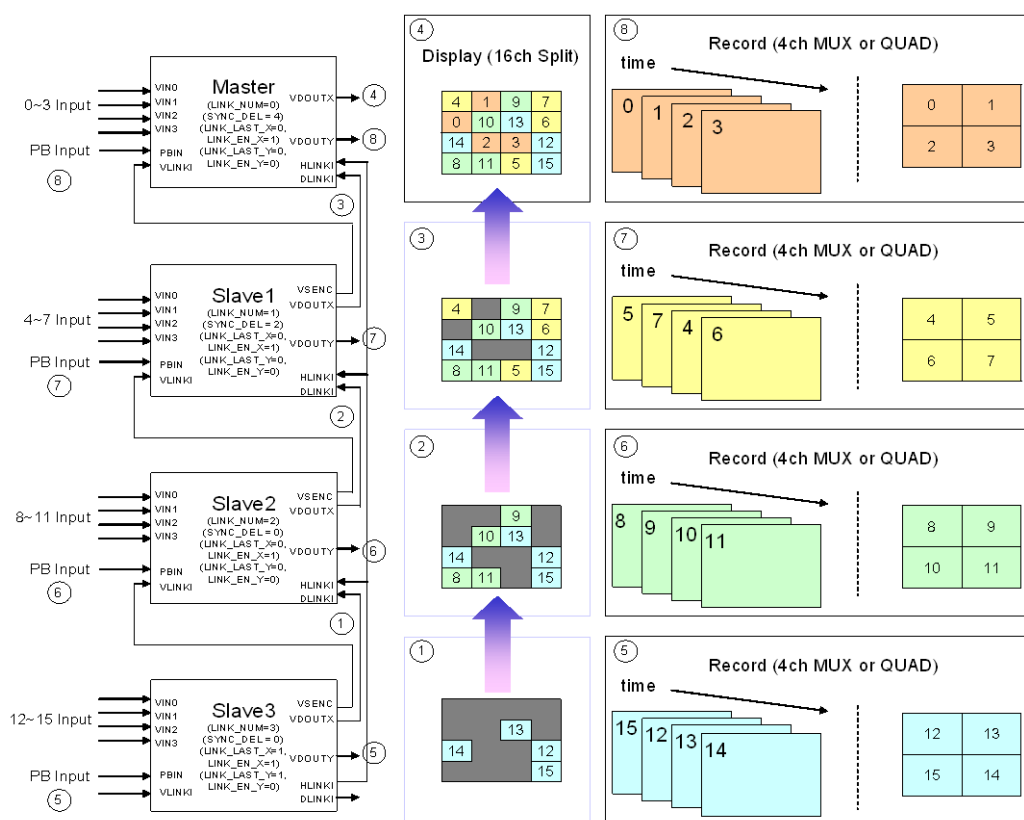 Master
(LINK_NUM=0)
(SYNC_DEL = 4)
(LINK_LAST_X=0,
LINK_EN_X=1)
(LINK_LAST_Y=0,
LINK_EN_Y=0)
0~3 Input
PB Input
8
VIN0
VIN1
VIN2
VIN3
PBIN
VLINKI
VDOUTX
4
VDOUTY
8
HLINKI
DLINKI
3
Slave1
(LINK_NUM=1)
(SYNC_DEL = 2)
(LINK_LAST_X=0,
LINK_EN_X=1)
(LINK_LAST_Y=0,
LINK_EN_Y=0)
4~7 Input
PB Input
7
VIN0
VIN1
VIN2
VIN3
PBIN
VLINKI
VSENC
VDOUTX
VDOUTY
7
HLINKI
DLINKI
2
Slave2
(LINK_NUM=2)
(SYNC_DEL = 0)
(LINK_LAST_X=0,
LINK_EN_X=1)
(LINK_LAST_Y=0,
LINK_EN_Y=0)
8~11 Input
PB Input
6
VIN0
VIN1
VIN2
VIN3
PBIN
VLINKI
VSENC
VDOUTX
VDOUTY
6
HLINKI
DLINKI
1
Slave3
(LINK_NUM=3)
(SYNC_DEL = 0)
(LINK_LAST_X=1,
LINK_EN_X=1)
(LINK_LAST_Y=1,
LINK_EN_Y=0)
12~15 Input
PB Input
5
VIN0
VIN1
VIN2
VIN3
PBIN
VLINKI
VSENC
VDOUTX
VDOUTY
5
HLINKI
DLINKI
4
Display (16ch Split)
4 1 9 7
0 10 13 6
14 2 3 12
8 11 5 15
3
4 9 7
10 13 6
14 12
8 11 5 15
2
9
10 13
14 12
8 11 15
1
13
14 12
15
8
Record (4ch MUX or QUAD)
time
0 1 2 3
0 1
2 3
7
Record (4ch MUX or QUAD)
time
5 7 4 6
4 5
6 7
6
Record (4ch MUX or QUAD)
time
8 9 10 11
8 9
10 11
5
Record (4ch MUX or QUAD)
time
15 12 13 14
12 13
15 14